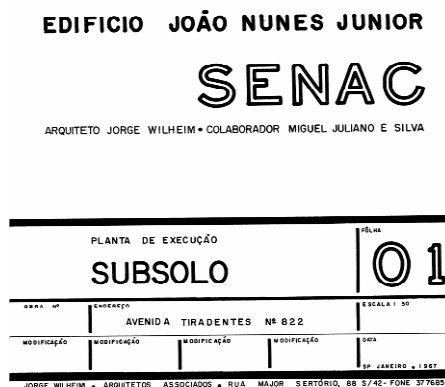 EDIFICIO JOÃO NUNES JUNIOR
SENAC
ARQUITETO JORGE WILHEIM • COLABORADOR MIGUEL JULIANO E SILVA
PLANTA DE EXECUÇÃO
SUBSOLO
FÔLHA
01
OBRA Nº
ENDEREÇO
AVENIDA TIRADENTES Nº 822
ESCALA 1 50
MODIFICAÇÃO MODIFICAÇÃO MODIFICAÇÃO MODIFICAÇÃO DATA
SP JANEIRO • 1967
JORGE WILHEIM • ARQUITETOS ASSOCIADOS • RUA MAJOR SERTÓRIO, 88 S/42 - FONE 377685